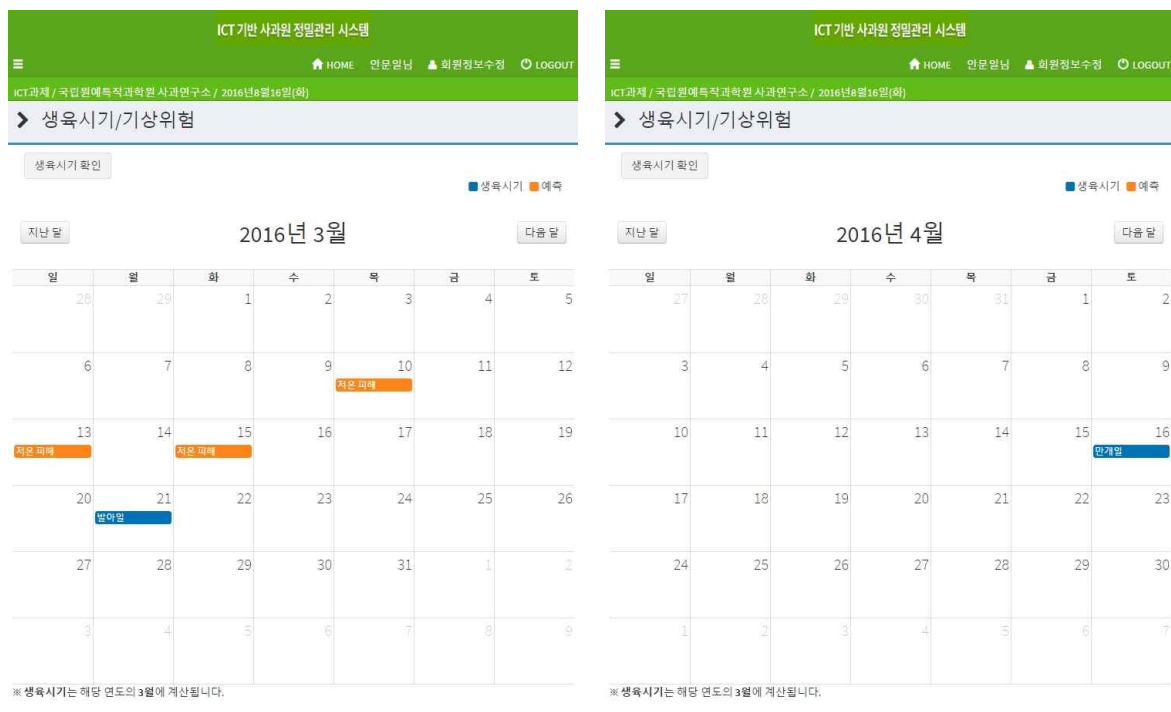 ICT 기반 사과원 정밀관리 시스템
HOME 안문일님 회원정보수정 LOGOUT
ICT과제 / 국립원예특작과학원 사과연구소 / 2016년8월16일(화)
생육시기/기상위험
생육시기 확인
생육시기 예측
지난 달 2016년 3월 다음 달
일 월 화 수 목 금 토
28 29 1 2 3 4 5
6 7 8 9 10 11 12
저온 피해
13 14 15 16 17 18 19
저온 피해 저온 피해
20 21 22 23 24 25 26
발아일
27 28 29 30 31 1 2
3 4 5 6 7 8 9
※ 생육시기는 해당 연도의 3월에 계산됩니다.
ICT 기반 사과원 정밀관리 시스템
HOME 안문일님 회원정보수정 LOGOUT
ICT과제 / 국립원예특작과학원 사과연구소 / 2016년8월16일(화)
생육시기/기상위험
생육시기 확인
생육시기 예측
지난 달 2016년 4월 다음 달
일 월 화 수 목 금 토
27 28 29 30 31 1 2
3 4 5 6 7 8 9
10 11 12 13 14 15 16
만개일
17 18 19 20 21 22 23
24 25 26 27 28 29 30
1 2 3 4 5 6 7
※ 생육시기는 해당 연도의 3월에 계산됩니다.